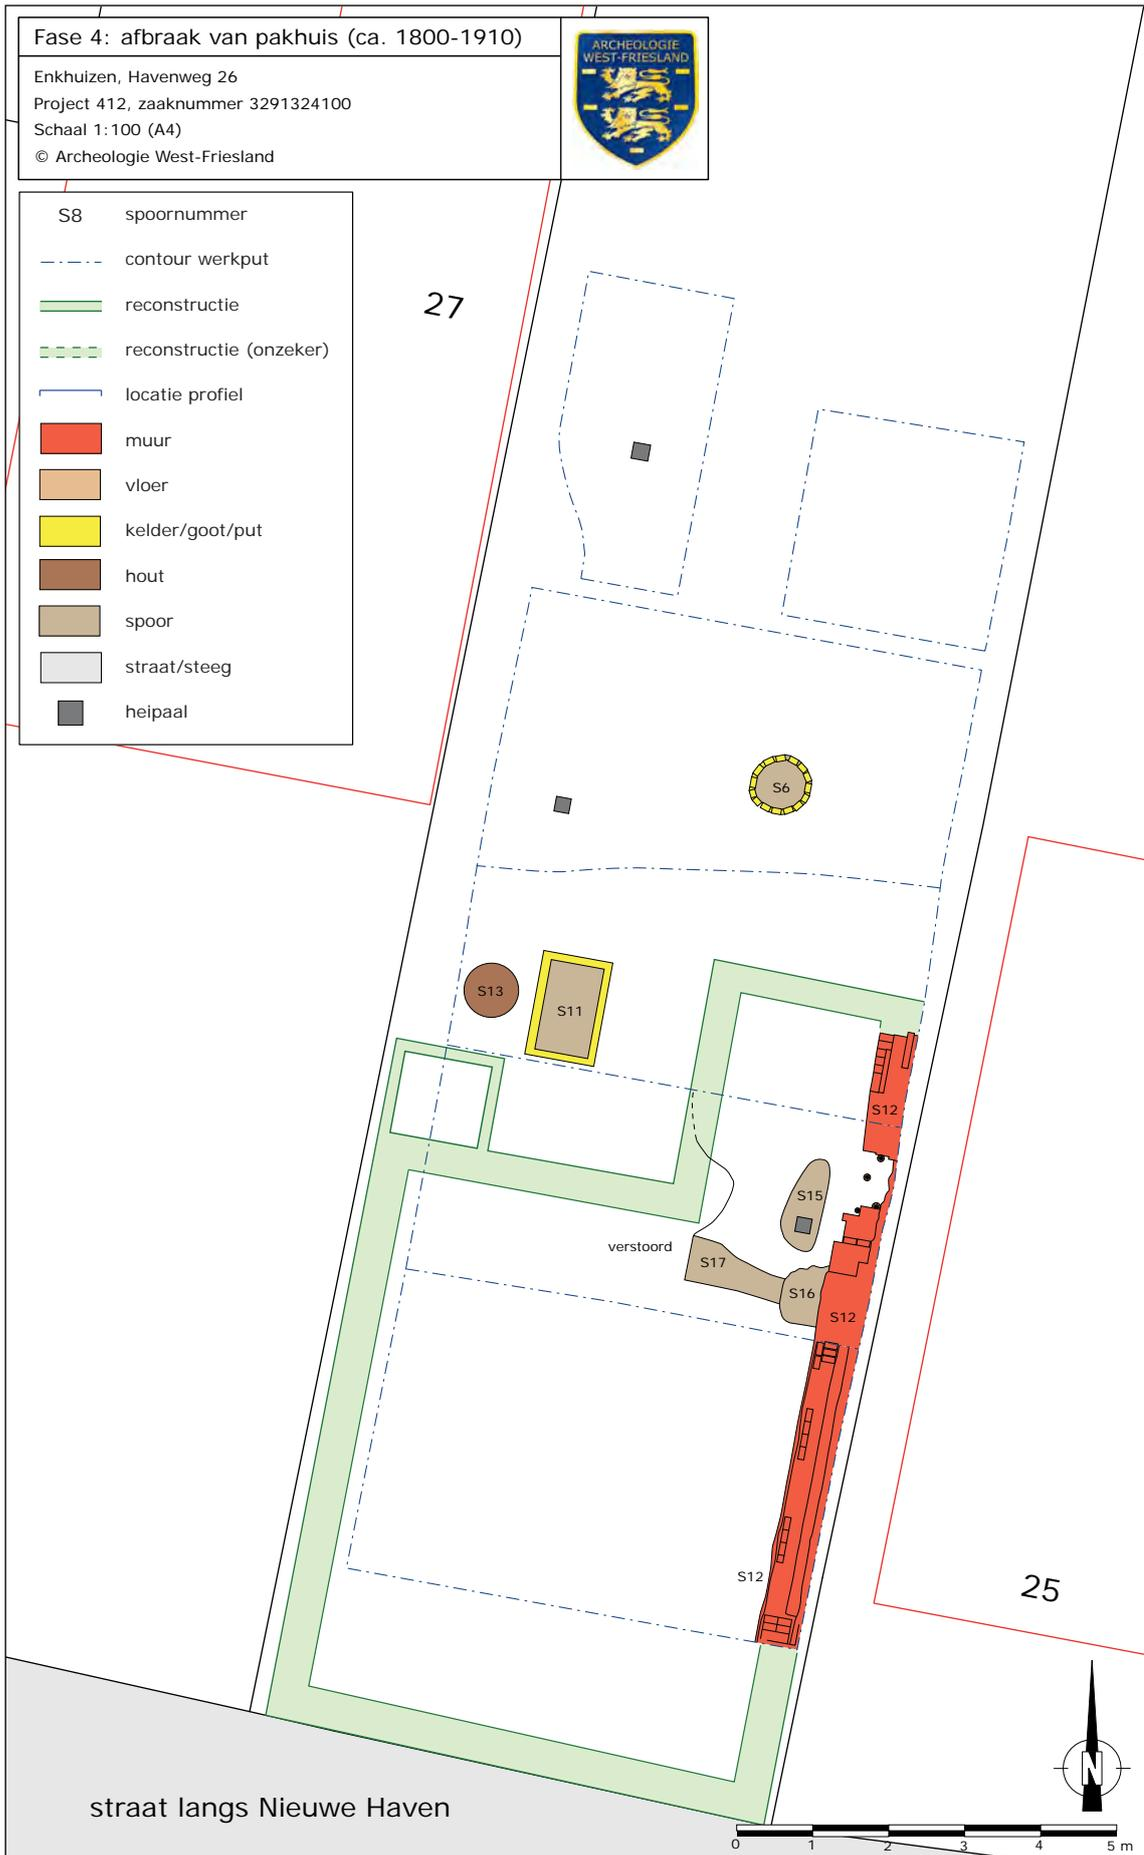 Fase 4: afbraak van pakhuis (ca. 1800-1910)
Enkhuizen, Havenweg 26
Project 412, zaaknummer 3291324100
Schaal 1:100 (A4)
© Archeologie West-Friesland
ARCHEOLOGIE
WEST-FRIESLAND
S8 spoornummer
contour werkput
reconstructie
reconstructie (onzeker)
locatie profiel
muur
vloer
kelder/goot/put
hout
spoor
straat/steeg
heipaal
27
S6
S13
S11
S12
S15
verstoord
S17
S16
S12
S12
25
straat langs Nieuwe Haven
N
0 1 2 3 4 5 m